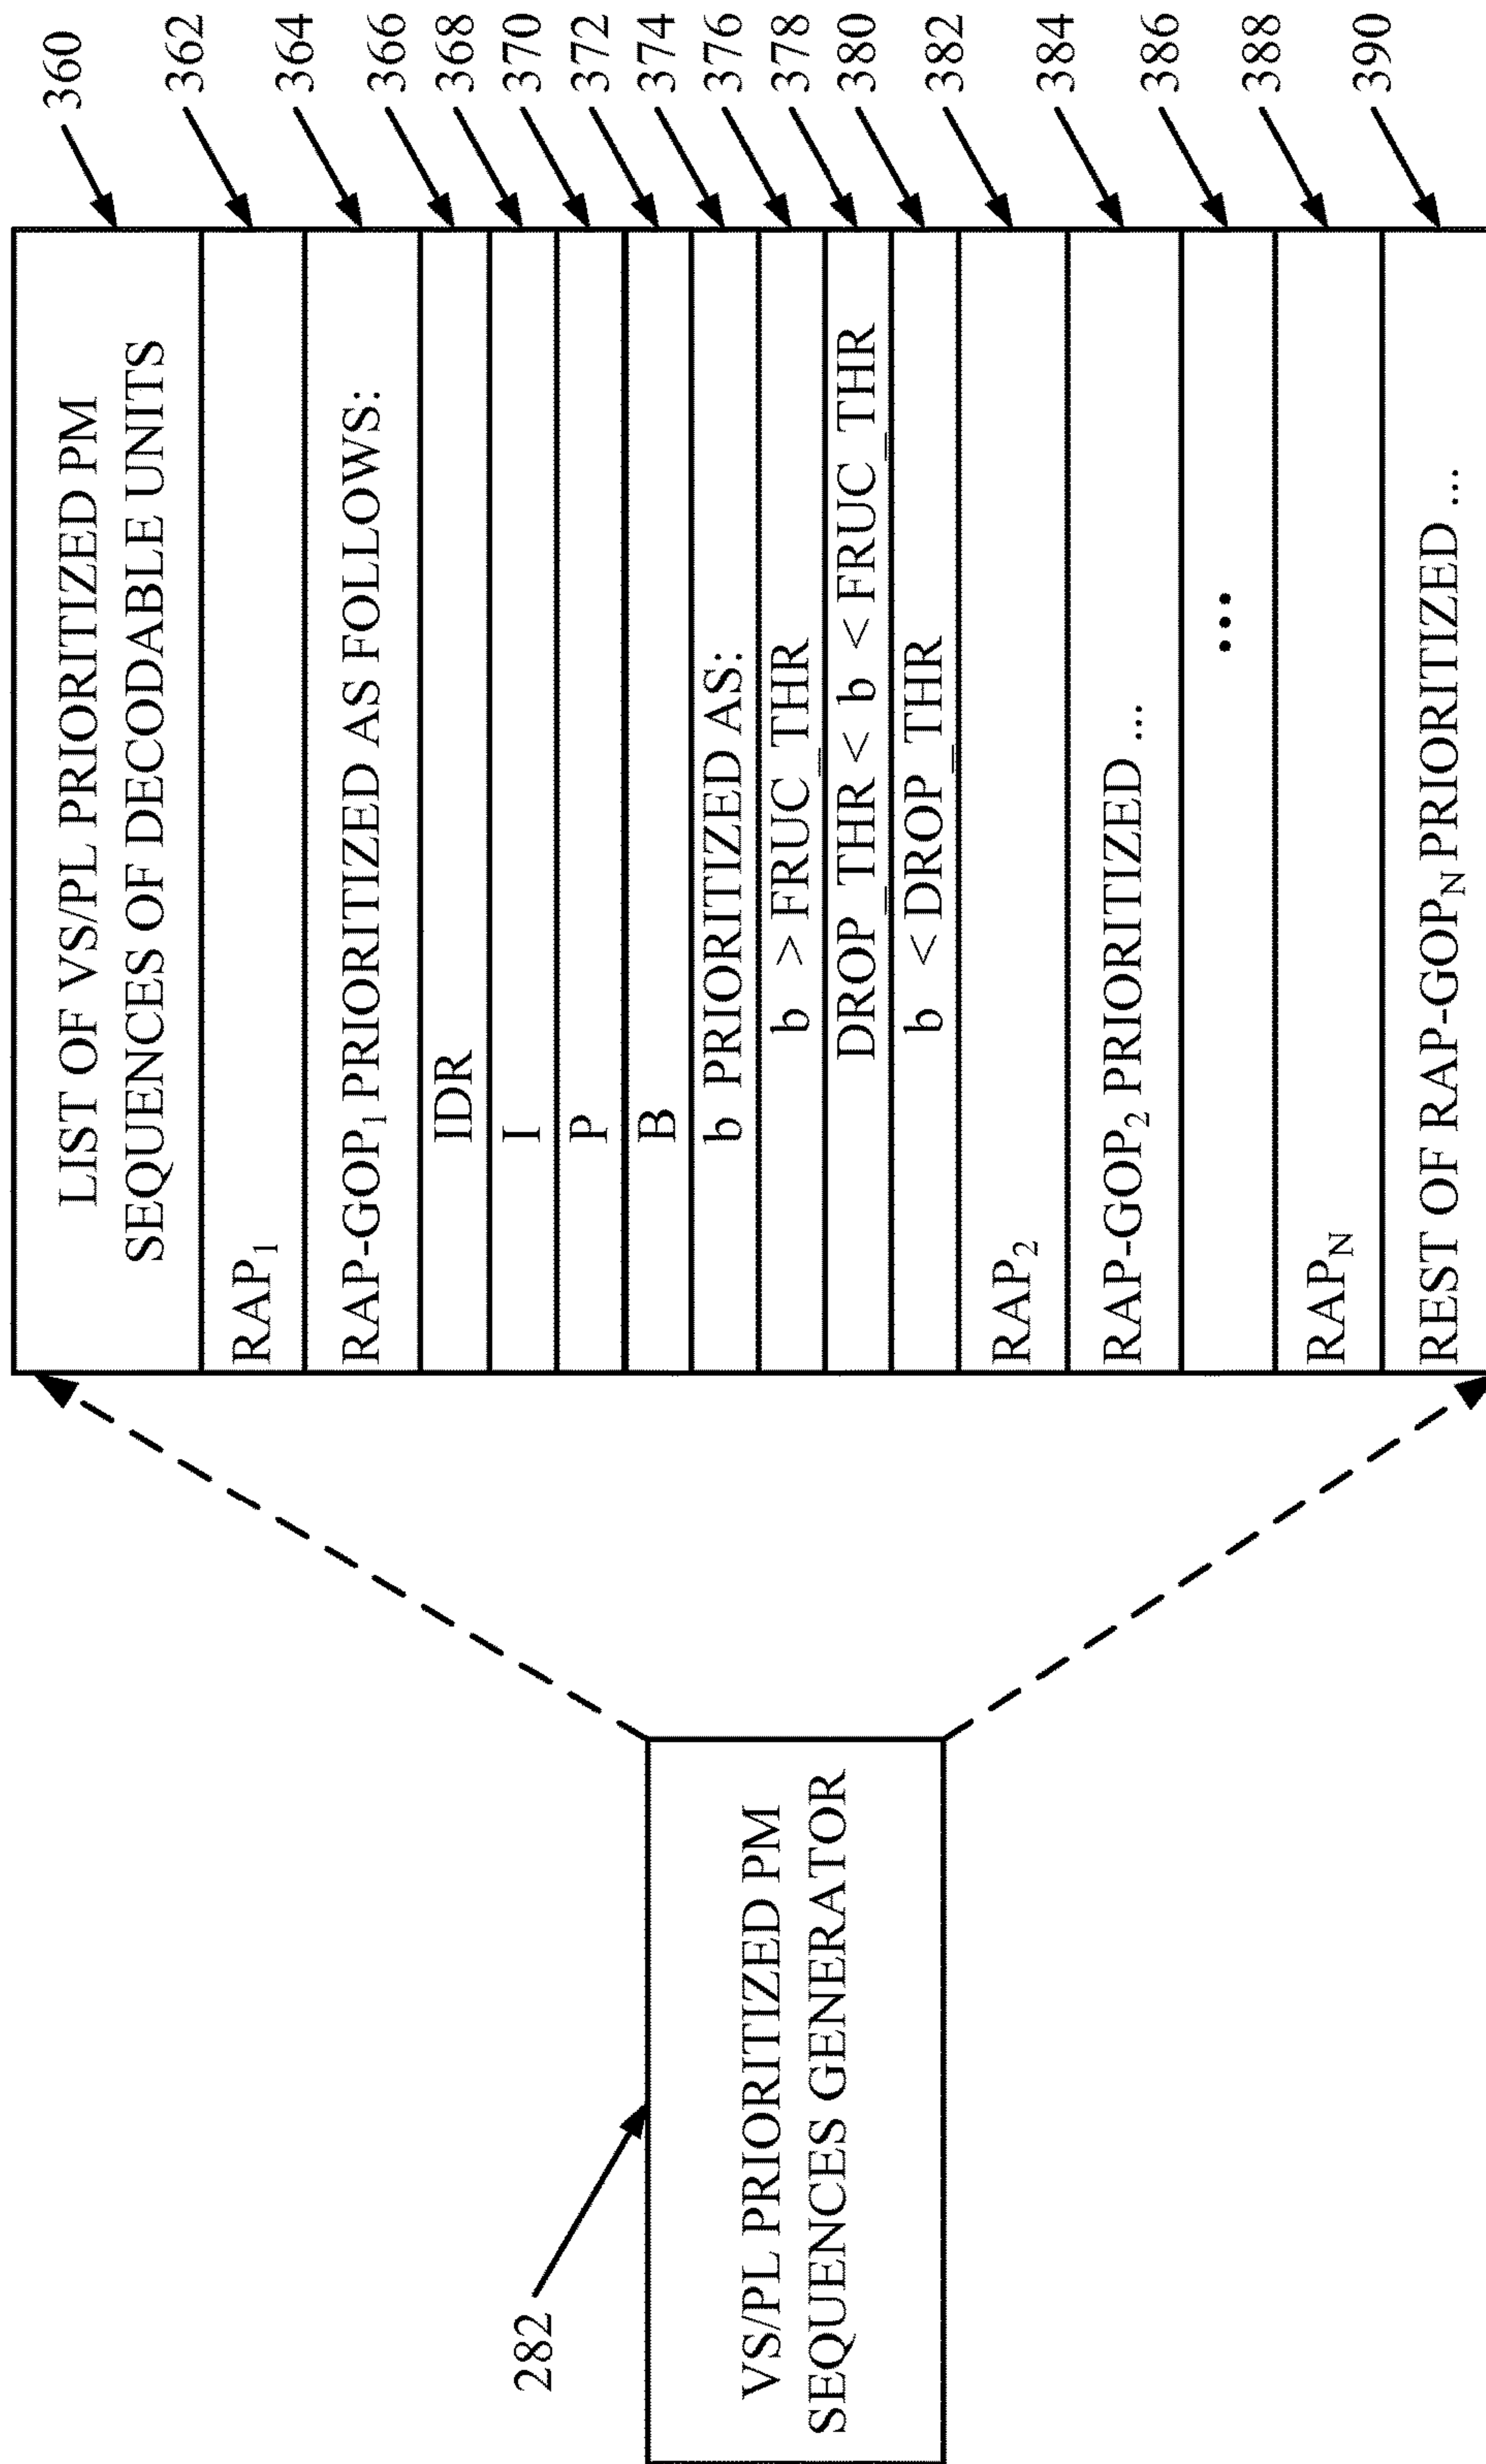 282
VS/PL PRIORITIZED PM
SEQUENCES GENERATOR
LIST OF VS/PL PRIORITIZED PM
SEQUENCES OF DECODABLE UNITS
360
RAP1
362
RAP-GOP1 PRIORITIZED AS FOLLOWS:
364
IDR
366
I
368
P
370
B
372
b PRIORITIZED AS:
374
b > FRUC_THR
376
DROP_THR < b < FRUC_THR
378
b < DROP_THR
380
RAP2
382
RAP-GOP2 PRIORITIZED ...
384
...
386
RAPN
388
REST OF RAP-GOPN PRIORITIZED ...
390